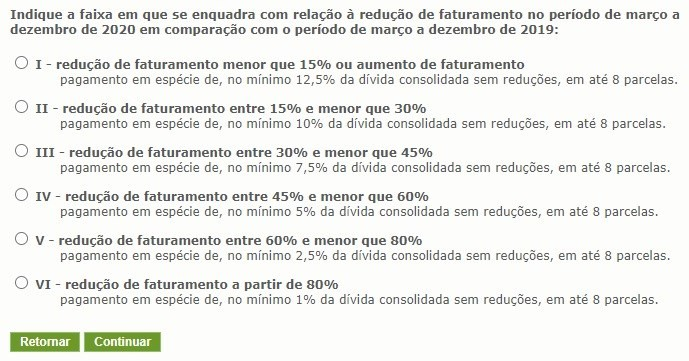 Indique a faixa em que se enquadra com relação à redução de faturamento no período de março a
dezembro de 2020 em comparação com o período de março a dezembro de 2019:
I - redução de faturamento menor que 15% ou aumento de faturamento
pagamento em espécie de, no mínimo 12,5% da dívida consolidada sem reduções, em até 8 parcelas.
II - redução de faturamento entre 15% e menor que 30%
pagamento em espécie de, no mínimo 10% da dívida consolidada sem reduções, em até 8 parcelas.
III - redução de faturamento entre 30% e menor que 45%
pagamento em espécie de, no mínimo 7,5% da dívida consolidada sem reduções, em até 8 parcelas.
IV - redução de faturamento entre 45% e menor que 60%
pagamento em espécie de, no mínimo 5% da dívida consolidada sem reduções, em até 8 parcelas.
V - redução de faturamento entre 60% e menor que 80%
pagamento em espécie de, no mínimo 2,5% da dívida consolidada sem reduções, em até 8 parcelas.
VI - redução de faturamento a partir de 80%
pagamento em espécie de, no mínimo 1% da dívida consolidada sem reduções, em até 8 parcelas.
Retornar Continuar